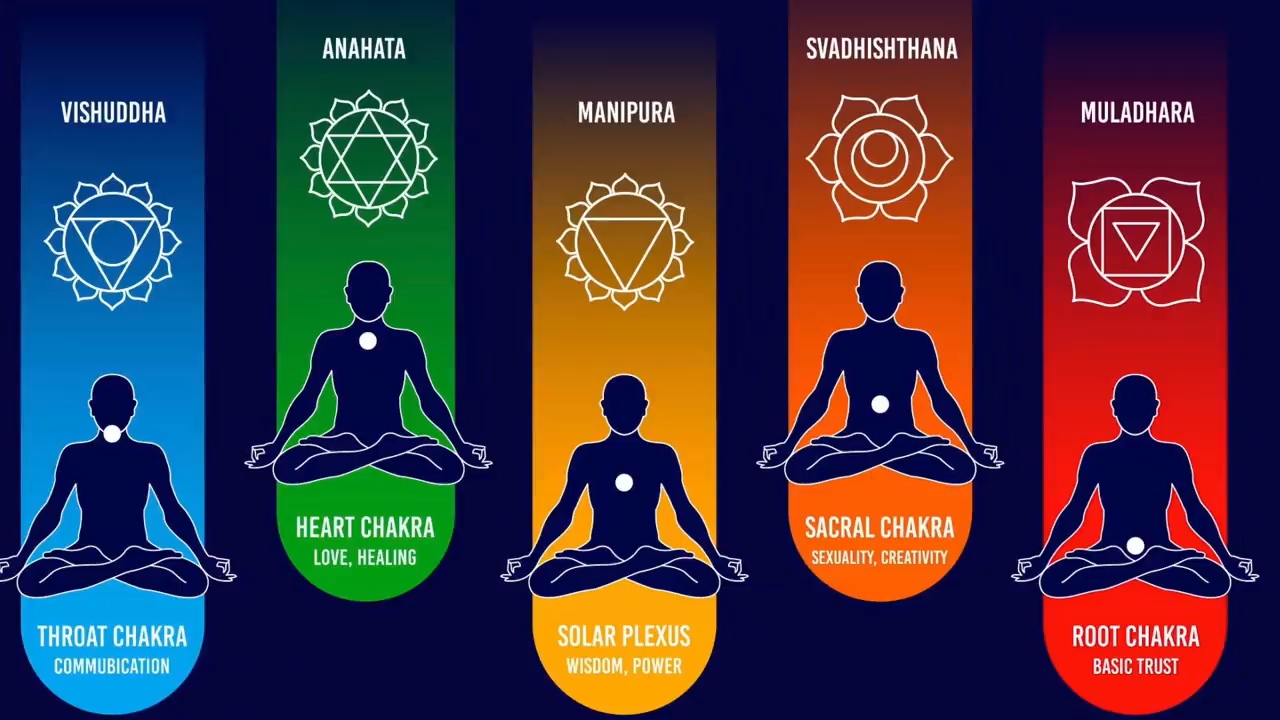 VISHUDDHA
THROAT CHAKRA
COMMUBICATION
ANAHATA
HEART CHAKRA
LOVE, HEALING
MANIPURA
SOLAR PLEXUS
WISDOM, POWER
SVADHISHTHANA
SACRAL CHAKRA
SEXUALITY, CREATIVITY
MULADHARA
ROOT CHAKRA
BASIC TRUST